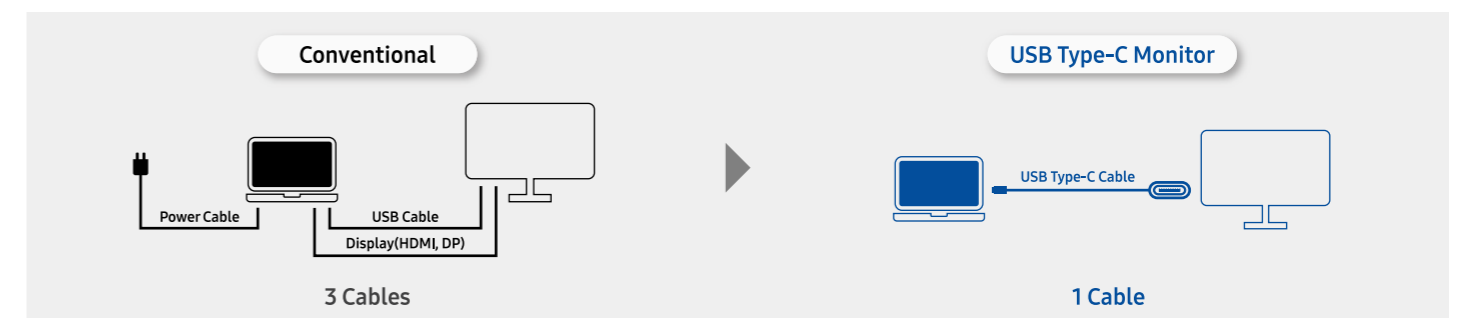 Conventional
USB Type-C Monitor
Power Cable
USB Cable
Display(HDMI, DP)
USB Type-C Cable
3 Cables
1 Cable